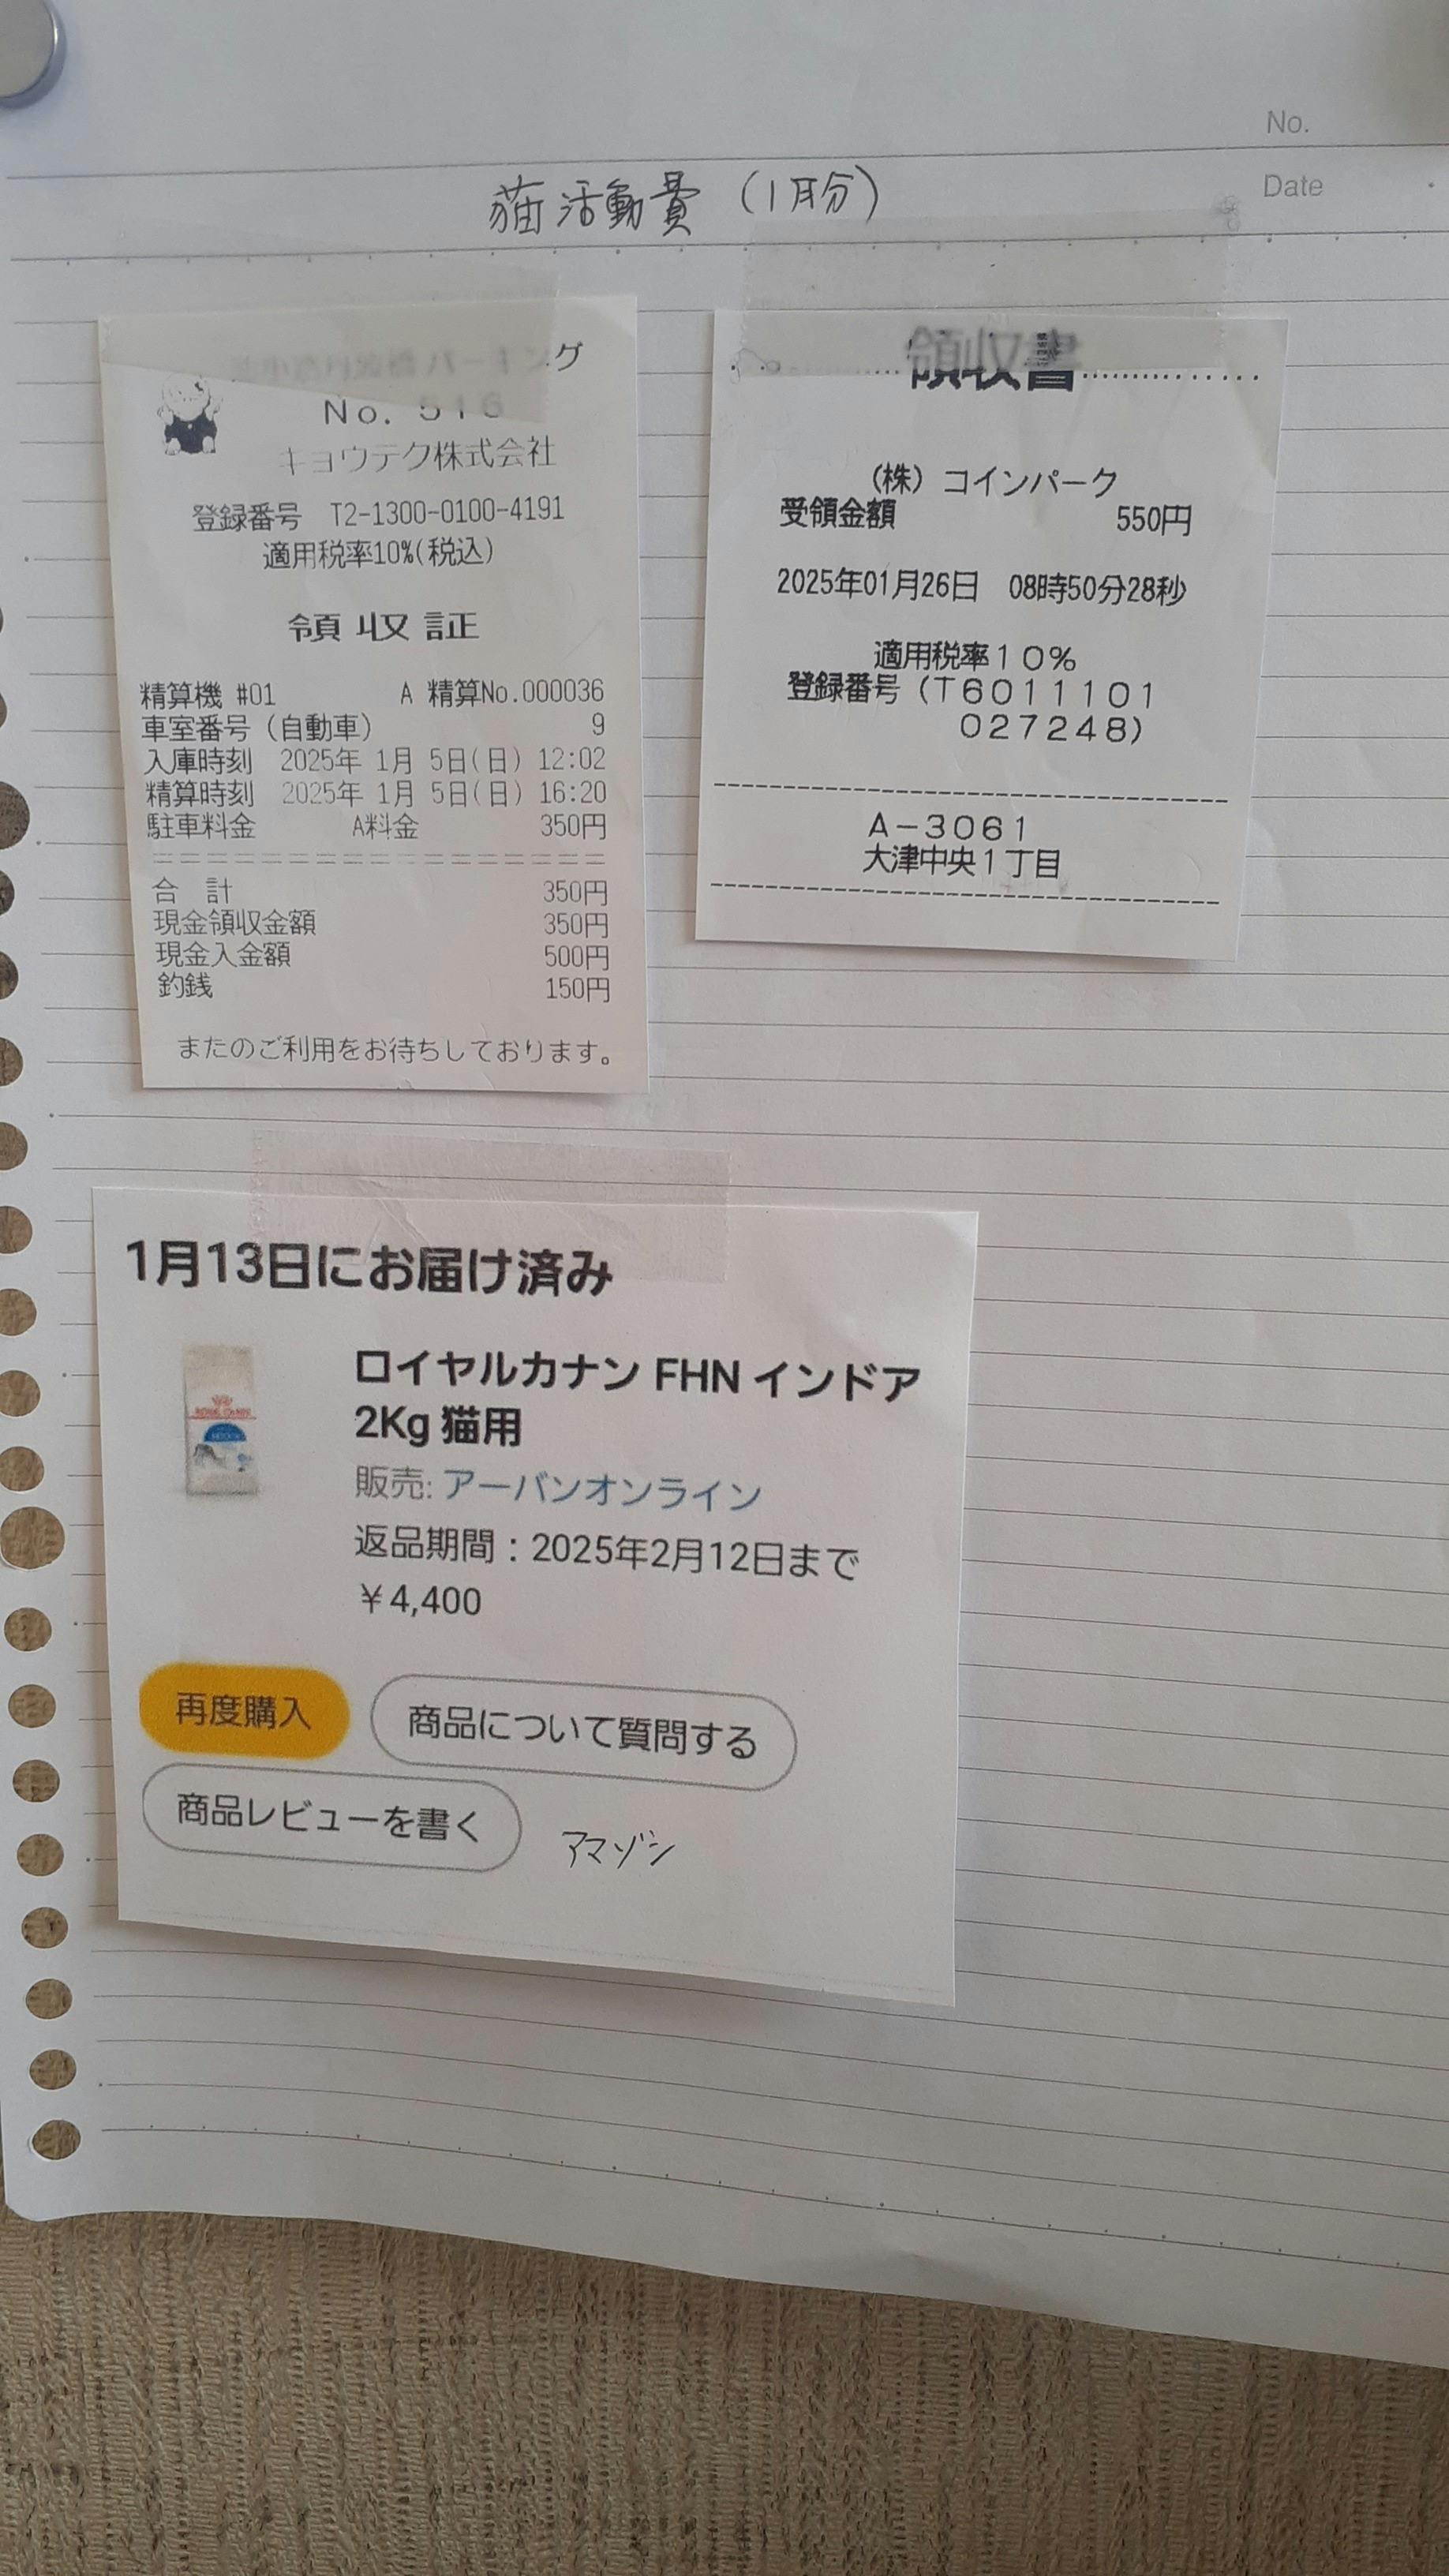 No.
Date
猫活動費（1月分）
ング
No. 516
キョウテク株式会社
登録番号 T2-1300-0100-4191
適用税率10%(税込)
領収証
精算機 #01 A 精算No.000036
車室番号（自動車） 9
入庫時刻 2025年 1月 5日(日) 12:02
精算時刻 2025年 1月 5日(日) 16:20
駐車料金 A料金 350円
合 計 350円
現金領収金額 350円
現金入金額 500円
釣銭 150円
またのご利用をお待ちしております。
領収書
（株）コインパーク
受領金額 550円
2025年01月26日 08時50分28秒
適用税率10%
登録番号（T6011101
027248)
A-3061
大津中央1丁目
1月13日にお届け済み
ROYAL CANIN
ロイヤルカナン FHN インドア
2Kg 猫用
販売: アーバンオンライン
返品期間：2025年2月12日まで
￥4,400
再度購入
商品について質問する
商品レビューを書く
アマゾン